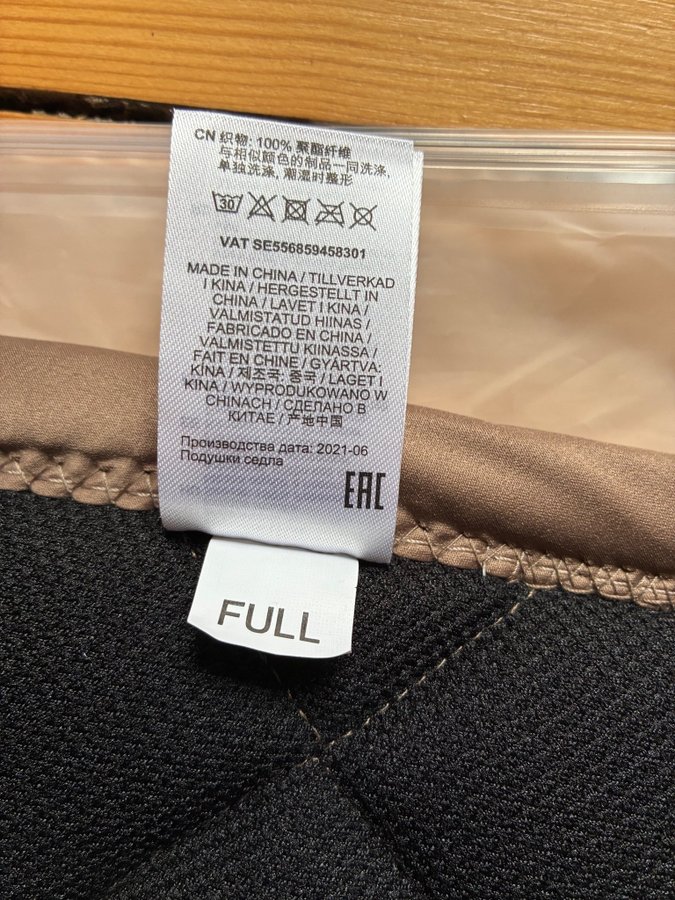 CN 织物: 100% 聚酯纤维
与相似颜色的制品一同洗涤,
单独洗涤, 潮湿时整形
30
VAT SE556859458301
MADE IN CHINA / TILLVERKAD
I KINA / HERGESTELLT IN
CHINA / LAVET I KINA /
VALMISTATUD HIINAS /
FABRICADO EN CHINA /
VALMISTETTU KIINASSA /
FAIT EN CHINE / GYÁRTVA:
KÍNA / 제조국: 중국 / LAGET I
KINA / WYPRODUKOWANO W
CHINACH / СДЕЛАНО В
КИТАЕ / 产地中国
Производства дата: 2021-06
Подушки седла
EAC
FULL